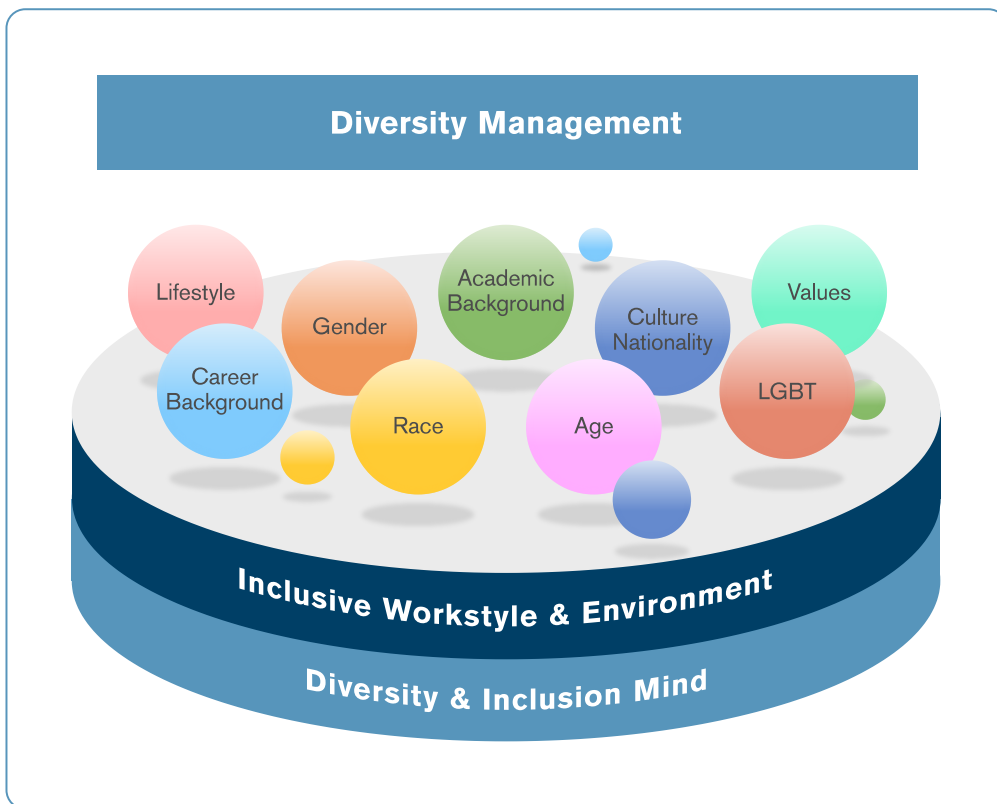 Diversity Management
Lifestyle
Gender
Academic
Background
Culture
Nationality
Values
Career
Background
Race
Age
LGBT
Inclusive Workstyle & Environment
Diversity & Inclusion Mind